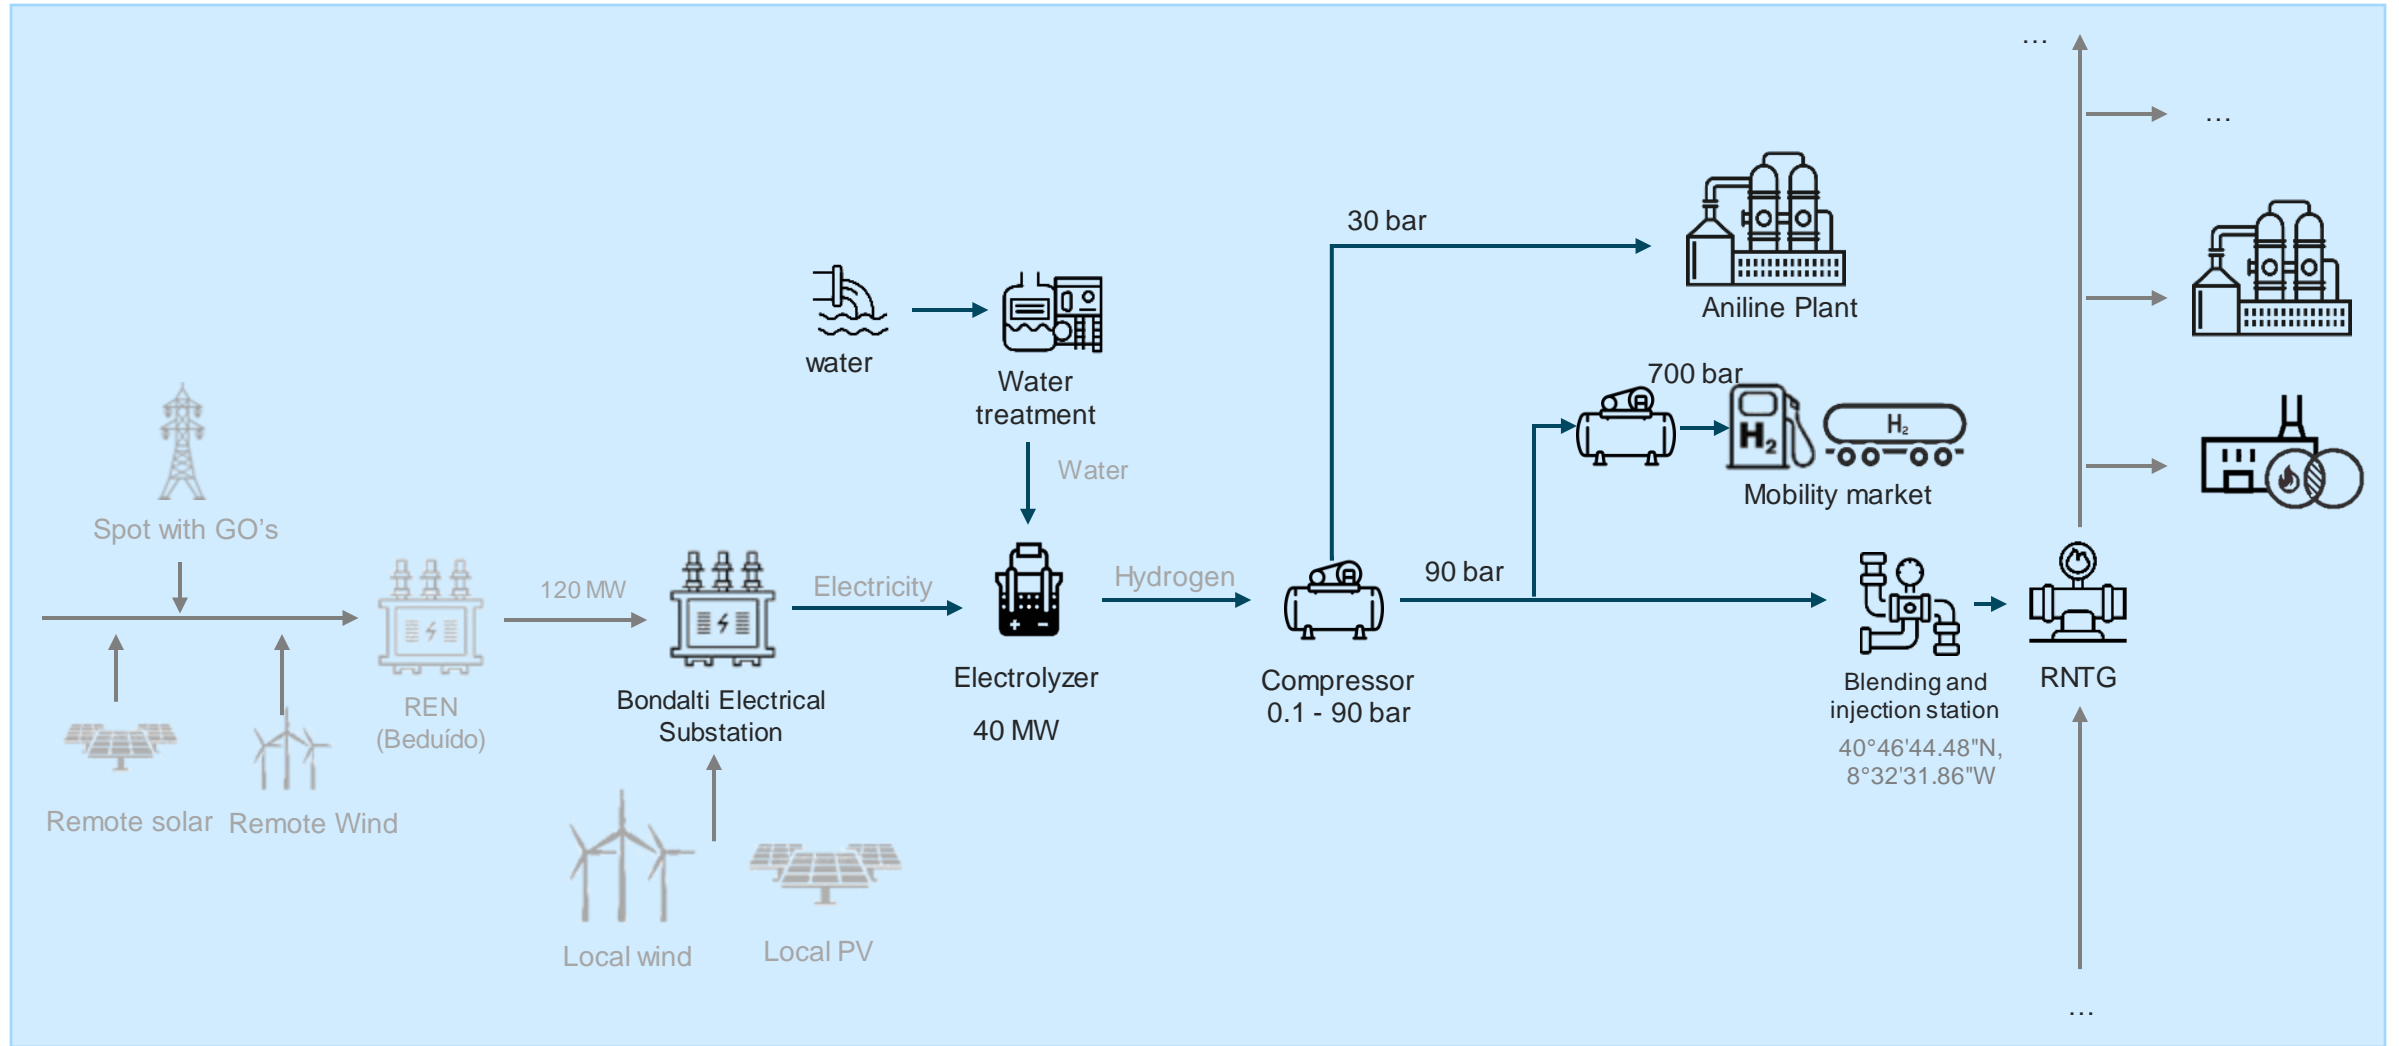 ...
...
30 bar
Aniline Plant
water
Water
treatment
700 bar
H2
H2
Mobility market
Water
Spot with GO's
120 MW
Electricity
Hydrogen
90 bar
REN
(Beduído)
Bondalti Electrical
Substation
Electrolyzer
40 MW
Compressor
0.1 - 90 bar
Blending and
injection station
40°46'44.48"N,
8°32'31.86"W
RNTG
Remote solar
Remote Wind
Local wind
Local PV
...